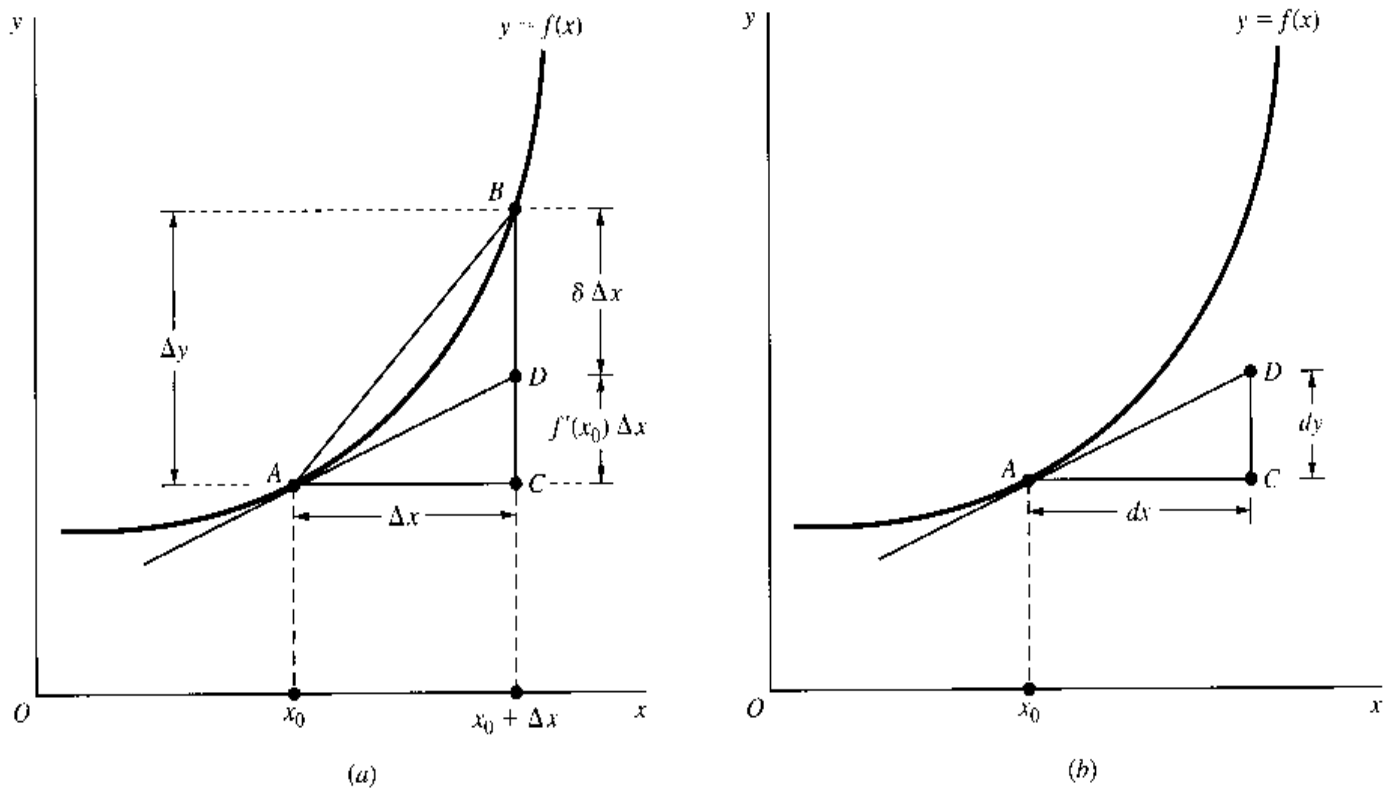 y
y = f(x)
B
δ Δx
Δy
D
f'(x₀) Δx
A
C
Δx
O
x₀
x₀ + Δx
x
(a)
y
y = f(x)
D
dy
A
C
dx
O
x₀
x
(b)